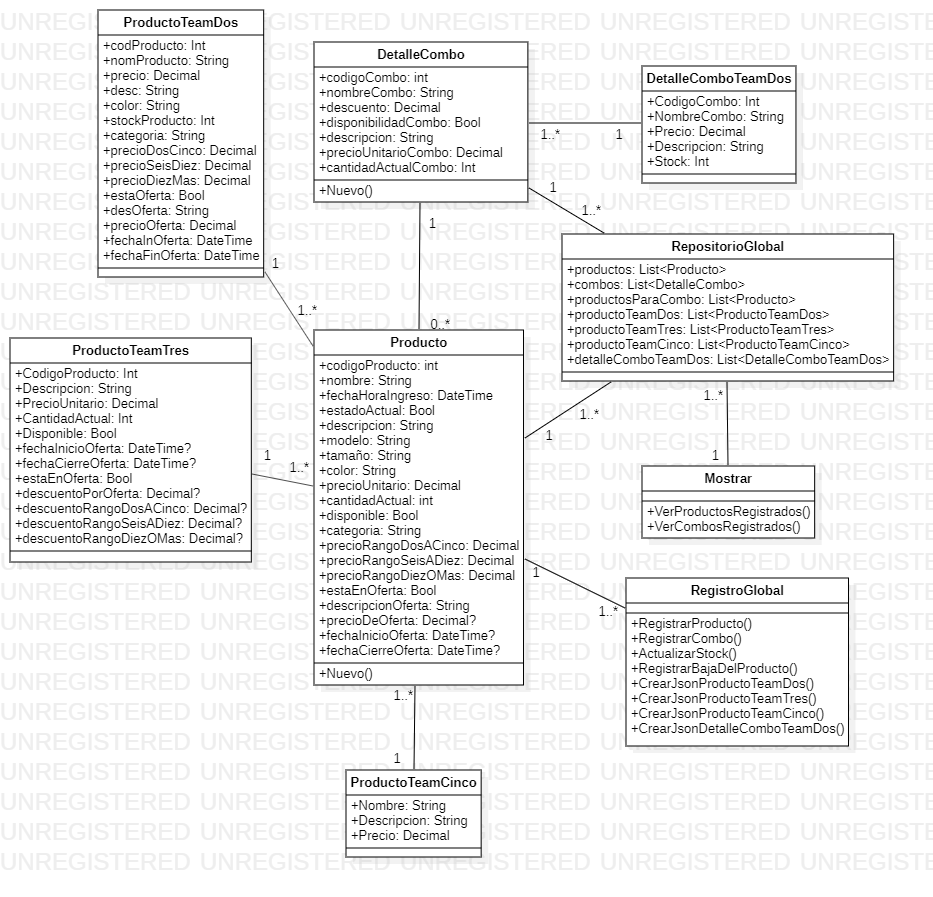 ProductoTeamDos
+codProducto: Int
+nomProducto: String
+precio: Decimal
+desc: String
+color: String
+stockProducto: Int
+categoria: String
+precioDosCinco: Decimal
+precioSeisDiez: Decimal
+precioDiezMas: Decimal
+estaOferta: Bool
+desOferta: String
+precioOferta: Decimal
+fechaInOferta: DateTime
+fechaFinOferta: DateTime
1
1..*
DetalleCombo
+codigoCombo: int
+nombreCombo: String
+descuento: Decimal
+disponibilidadCombo: Bool
+descripcion: String
+precioUnitarioCombo: Decimal
+cantidadActualCombo: Int
+Nuevo()
1..*
1
1
1..*
1
0..*
DetalleComboTeamDos
+CodigoCombo: Int
+NombreCombo: String
+Precio: Decimal
+Descripcion: String
+Stock: Int
RepositorioGlobal
+productos: List<Producto>
+combos: List<DetalleCombo>
+productosParaCombo: List<Producto>
+productoTeamDos: List<ProductoTeamDos>
+productoTeamTres: List<ProductoTeamTres>
+productoTeamCinco: List<ProductoTeamCinco>
+detalleComboTeamDos: List<DetalleComboTeamDos>
1..*
1
1..*
1
ProductoTeamTres
+CodigoProducto: Int
+Descripcion: String
+PrecioUnitario: Decimal
+CantidadActual: Int
+Disponible: Bool
+fechaInicioOferta: DateTime?
+fechaCierreOferta: DateTime?
+estaEnOferta: Bool
+descuentoPorOferta: Decimal?
+descuentoRangoDosACinco: Decimal?
+descuentoRangoSeisADiez: Decimal?
+descuentoRangoDiezOMas: Decimal?
1
1..*
Producto
+codigoProducto: int
+nombre: String
+fechaHoraIngreso: DateTime
+estadoActual: Bool
+descripcion: String
+modelo: String
+tamaño: String
+color: String
+precioUnitario: Decimal
+cantidadActual: int
+disponible: Bool
+categoria: String
+precioRangoDosACinco: Decimal
+precioRangoSeisADiez: Decimal
+precioRangoDiezOMas: Decimal
+estaEnOferta: Bool
+descripcionOferta: String
+precioDeOferta: Decimal?
+fechaInicioOferta: DateTime?
+fechaCierreOferta: DateTime?
+Nuevo()
Mostrar
+VerProductosRegistrados()
+VerCombosRegistrados()
1
1..*
RegistroGlobal
+RegistrarProducto()
+RegistrarCombo()
+ActualizarStock()
+RegistrarBajaDelProducto()
+CrearJsonProductoTeamDos()
+CrearJsonProductoTeamTres()
+CrearJsonProductoTeamCinco()
+CrearJsonDetalleComboTeamDos()
1..*
1
ProductoTeamCinco
+Nombre: String
+Descripcion: String
+Precio: Decimal
UNREGISTERED UNREGISTERED UNREGISTERED UNREGISTERED UNREGISTERED